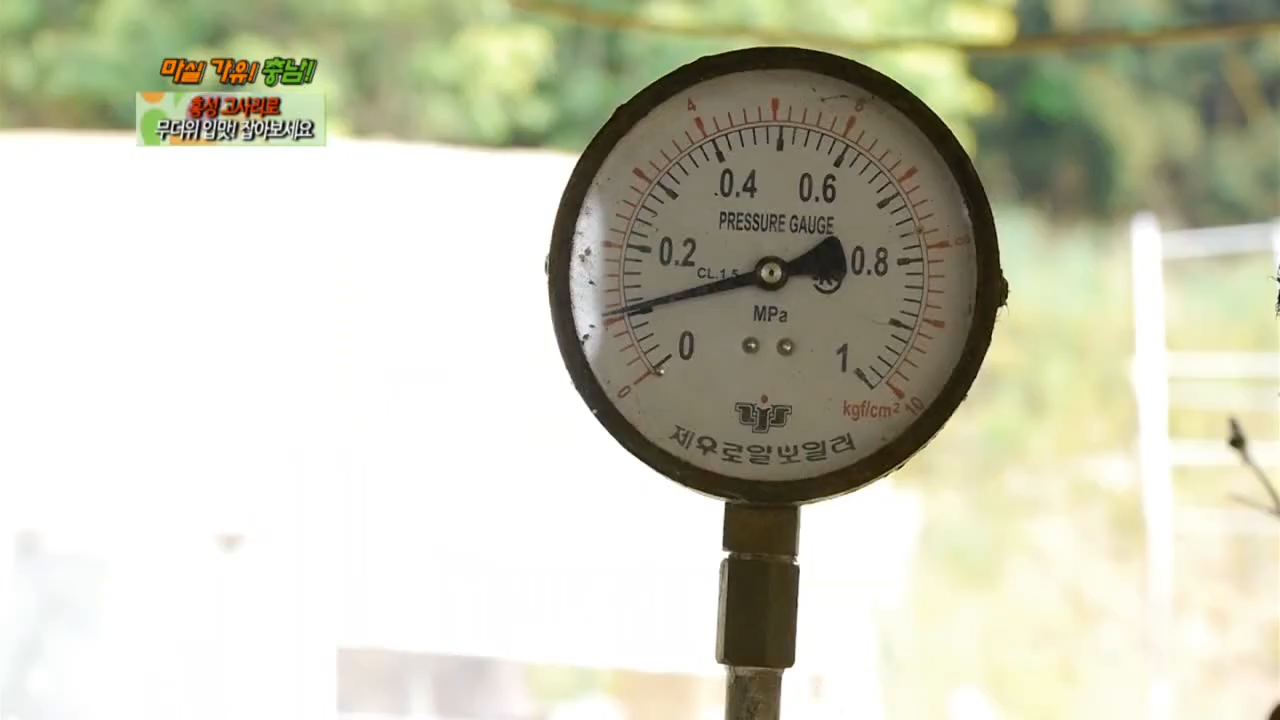 마실 가유! 충남!!
홍성 고사리로
무더위 입맛! 잡아보세요
4
6
0.4 0.6
PRESSURE GAUGE
0.2 0.8
CL.1.5
MPa
0 1
0 kgf/cm² 10
제우로얄보일러